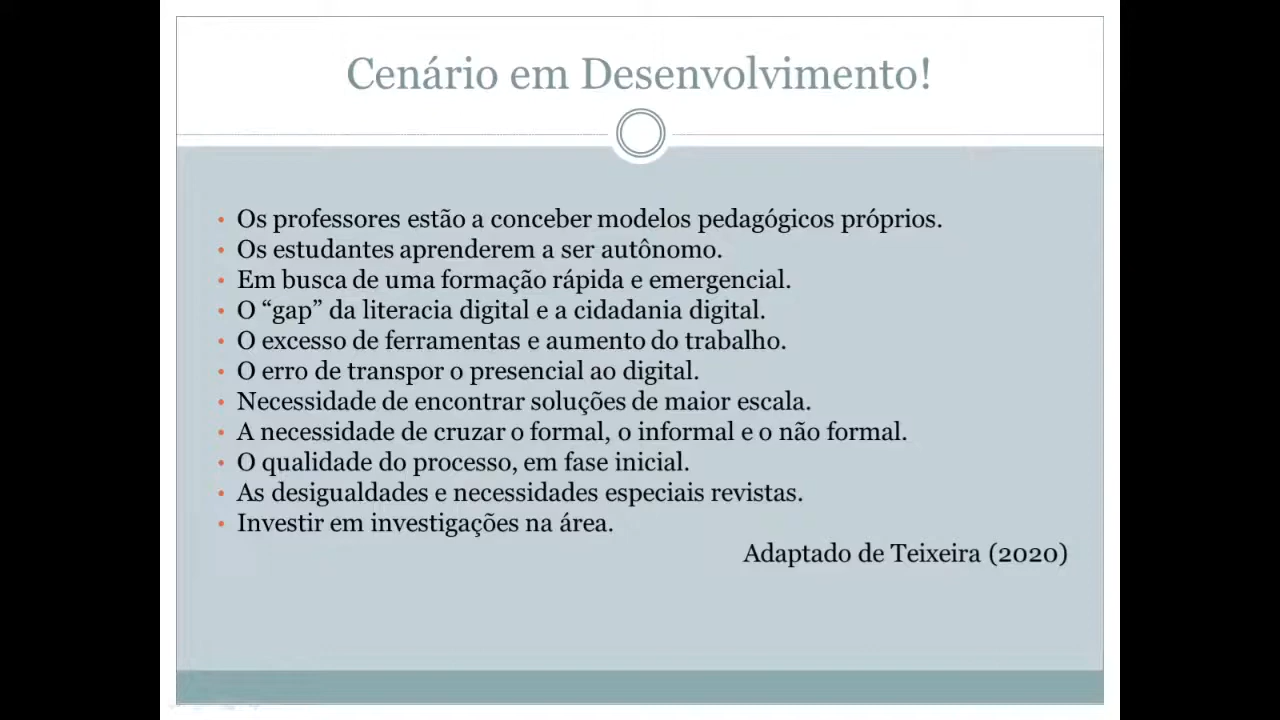 Cenário em Desenvolvimento!
• Os professores estão a conceber modelos pedagógicos próprios.
• Os estudantes aprenderem a ser autônomo.
• Em busca de uma formação rápida e emergencial.
• O “gap” da literacia digital e a cidadania digital.
• O excesso de ferramentas e aumento do trabalho.
• O erro de transpor o presencial ao digital.
• Necessidade de encontrar soluções de maior escala.
• A necessidade de cruzar o formal, o informal e o não formal.
• O qualidade do processo, em fase inicial.
• As desigualdades e necessidades especiais revistas.
• Investir em investigações na área.
Adaptado de Teixeira (2020)